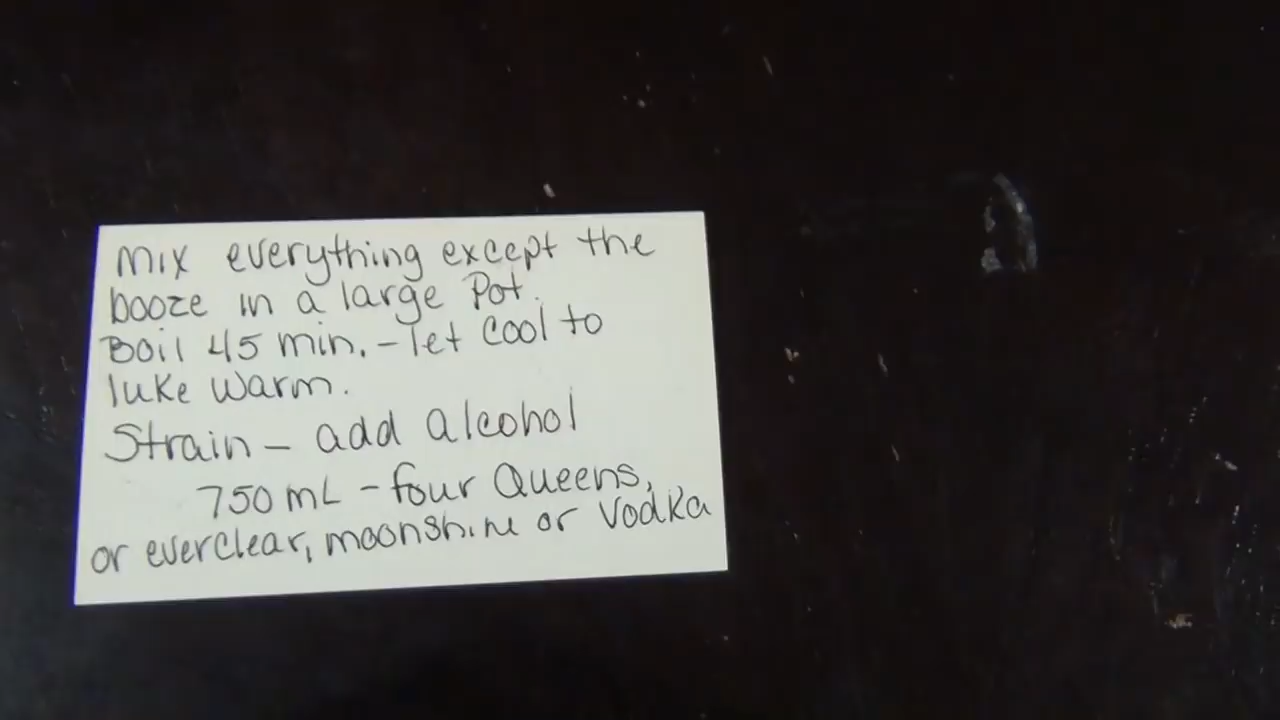 Mix everything except the
booze in a large Pot.
Boil 45 min. - let cool to
luke warm.
Strain - add alcohol
750 mL - four Queens,
or everclear, moonshine or Vodka